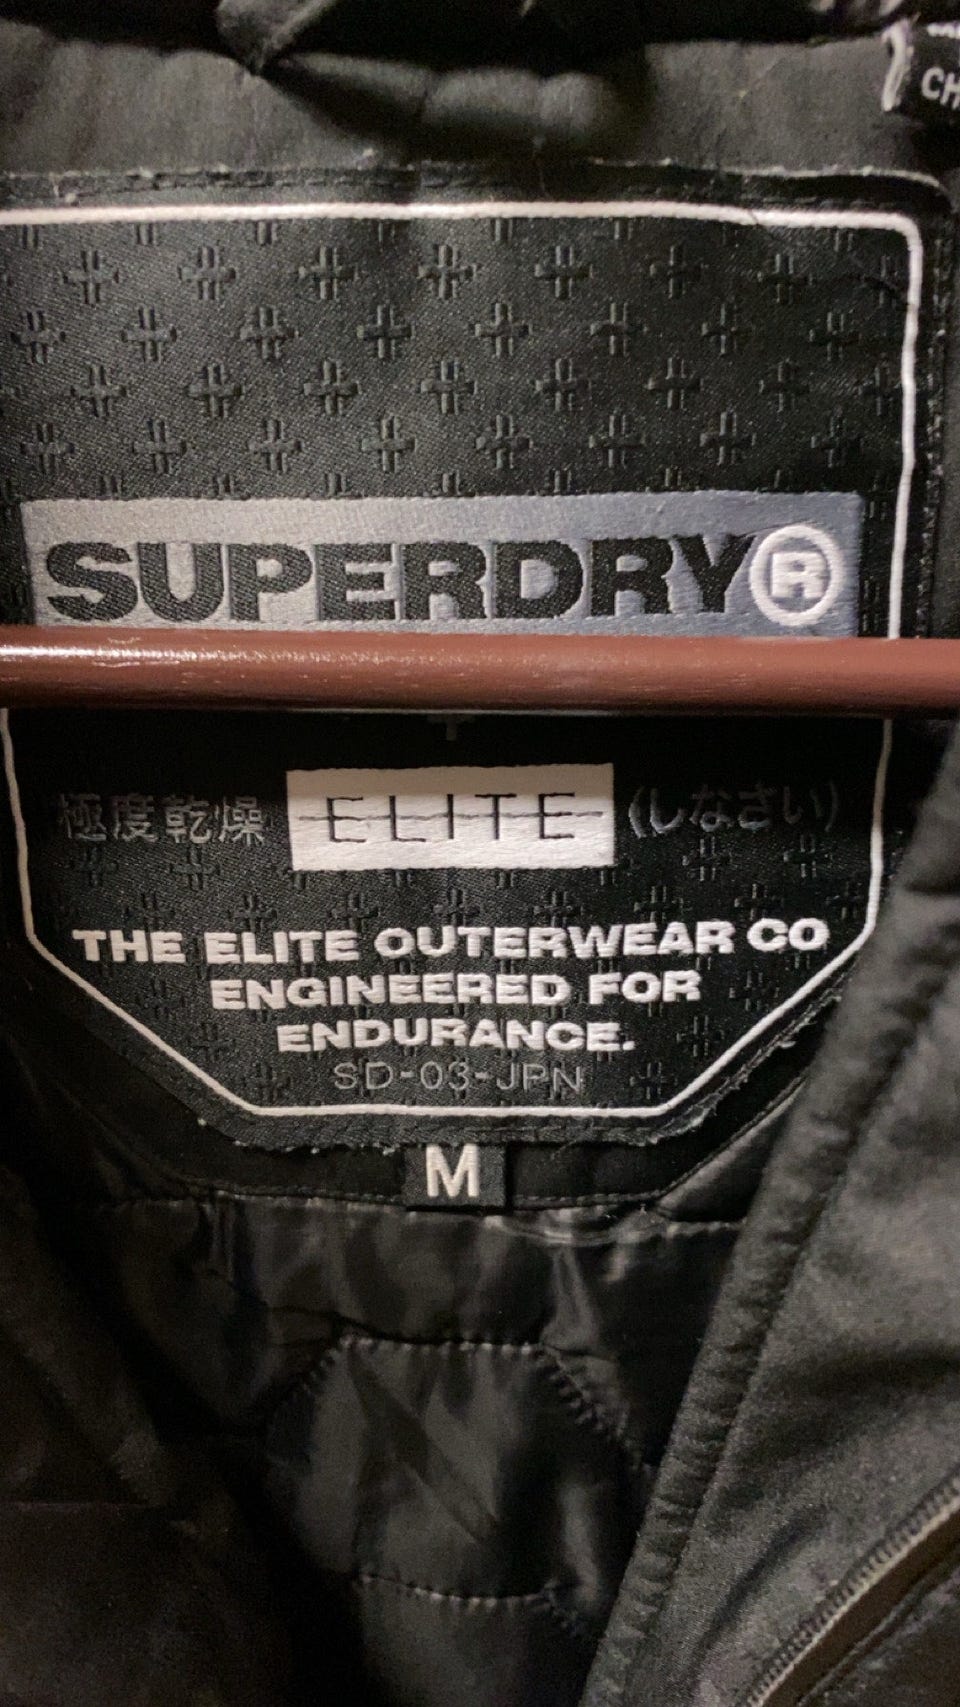 CH
SUPERDRY®
極度乾燥 ELITE (しなさい)
THE ELITE OUTERWEAR CO
ENGINEERED FOR
ENDURANCE.
SD-03-JPN
M